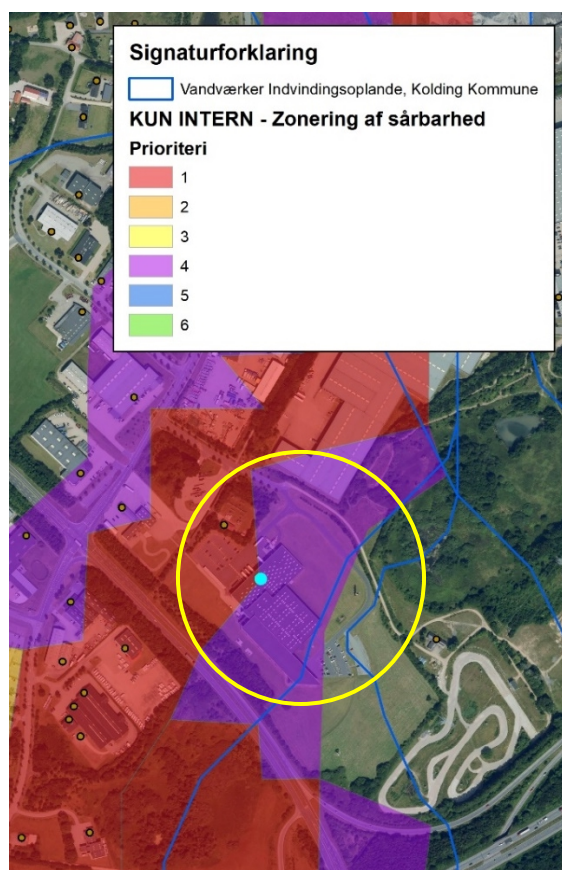 Signaturforklaring
Vandværker Indvindingsoplande, Kolding Kommune
KUN INTERN - Zonering af sårbarhed
Prioriteri
1
2
3
4
5
6